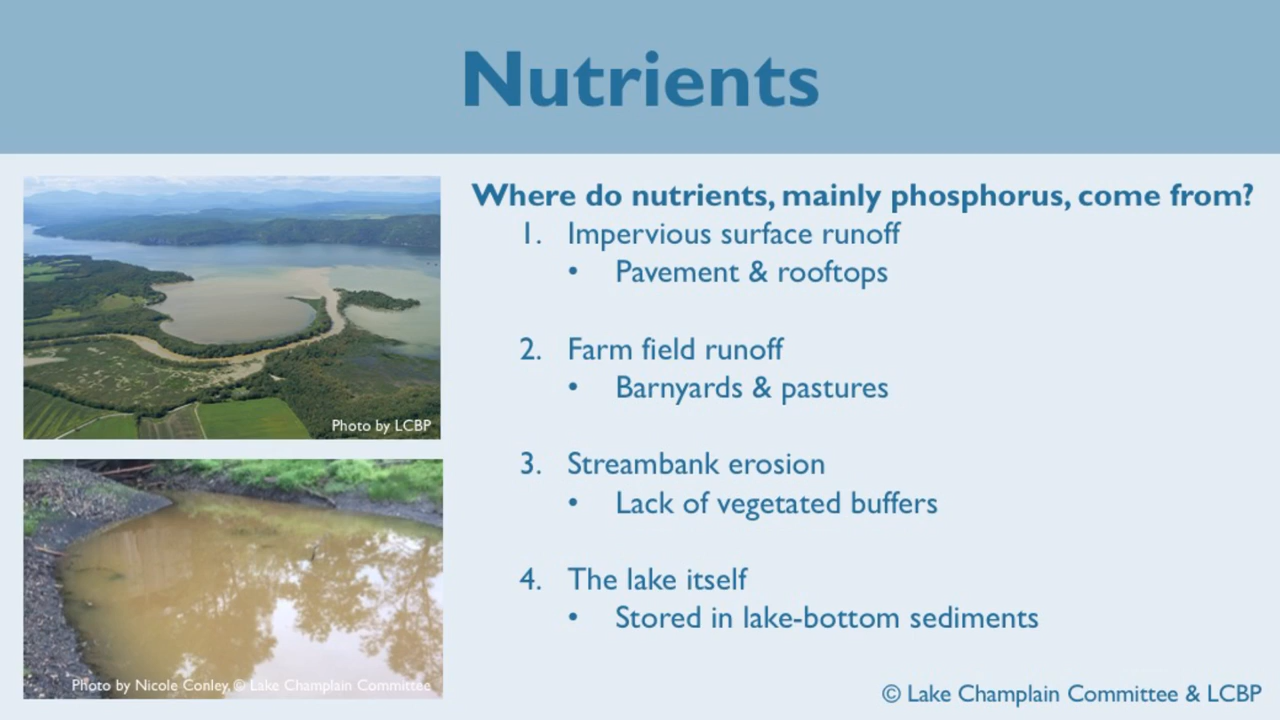 Nutrients
Where do nutrients, mainly phosphorus, come from?
1. Impervious surface runoff
• Pavement & rooftops
2. Farm field runoff
• Barnyards & pastures
3. Streambank erosion
• Lack of vegetated buffers
4. The lake itself
• Stored in lake-bottom sediments
Photo by LCBP
Photo by Nicole Conley, © Lake Champlain Committee
© Lake Champlain Committee & LCBP